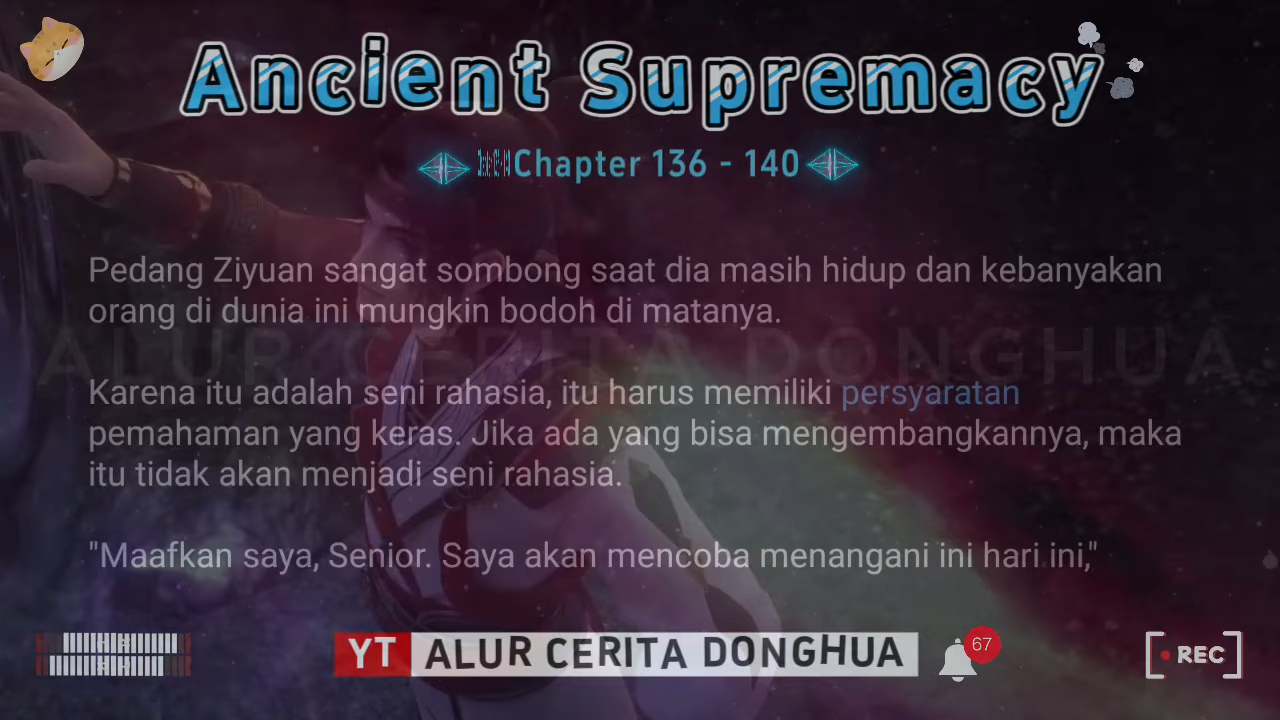 Ancient Supremacy
Chapter 136 - 140
Pedang Ziyuan sangat sombong saat dia masih hidup dan kebanyakan
orang di dunia ini mungkin bodoh di matanya.
ALUR CERITA DONGHUA
Karena itu adalah seni rahasia, itu harus memiliki persyaratan
pemahaman yang keras. Jika ada yang bisa mengembangkannya, maka
itu tidak akan menjadi seni rahasia.
"Maafkan saya, Senior. Saya akan mencoba menangani ini hari ini,"
YT ALUR CERITA DONGHUA
67
REC